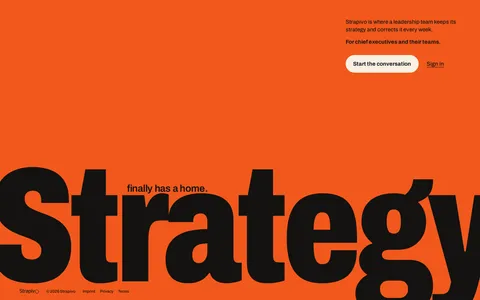 Strapivo is where a leadership team keeps its
strategy and corrects it every week.
For chief executives and their teams.
Start the conversation
Sign in
finally has a home.
Strategy
Strapivo
© 2025 Strapivo
Imprint
Privacy
Terms